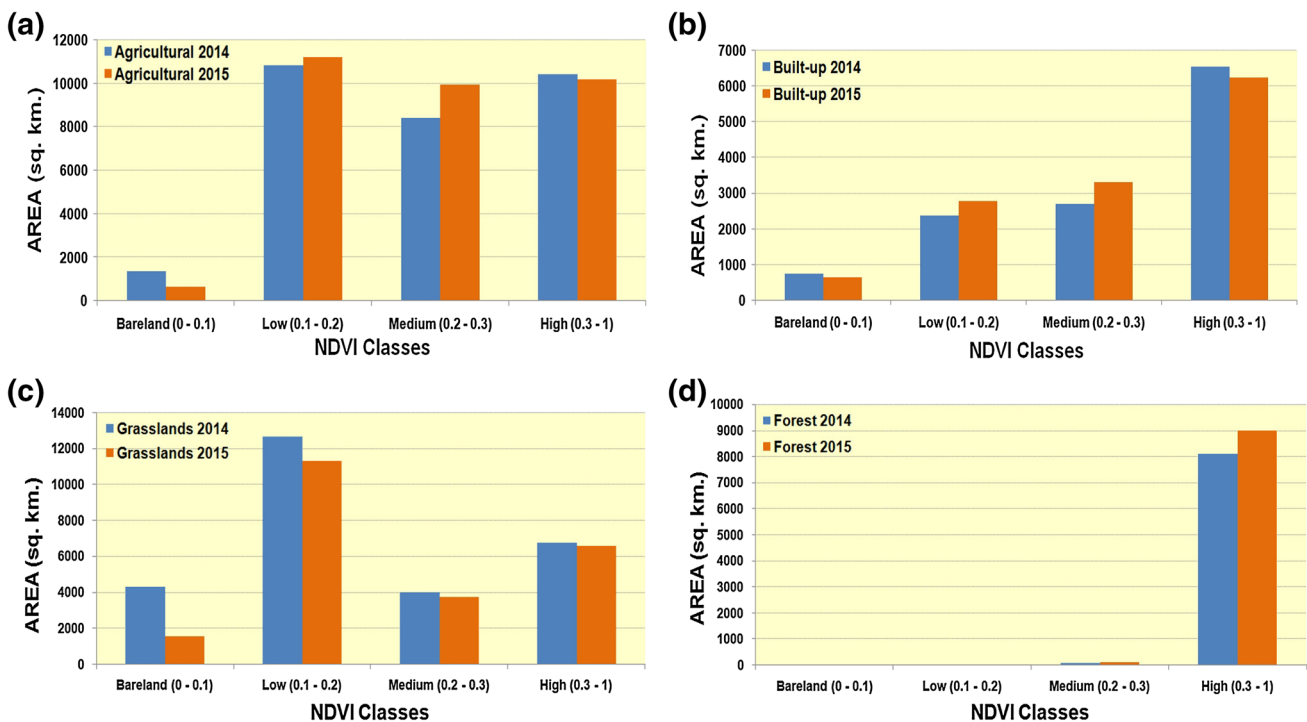 (a)
12000
10000
8000
6000
4000
2000
0
AREA (sq. km.)
Agricultural 2014
Agricultural 2015
Bareland (0 - 0.1) Low (0.1 - 0.2) Medium (0.2 - 0.3) High (0.3 - 1)
NDVI Classes
(b)
7000
6000
5000
4000
3000
2000
1000
0
AREA (sq. km.)
Built-up 2014
Built-up 2015
Bareland (0 - 0.1) Low (0.1 - 0.2) Medium (0.2 - 0.3) High (0.3 - 1)
NDVI Classes
(c)
14000
12000
10000
8000
6000
4000
2000
0
AREA (sq. km.)
Grasslands 2014
Grasslands 2015
Bareland (0 - 0.1) Low (0.1 - 0.2) Medium (0.2 - 0.3) High (0.3 - 1)
NDVI Classes
(d)
10000
9000
8000
7000
6000
5000
4000
3000
2000
1000
0
AREA (sq. km.)
Forest 2014
Forest 2015
Bareland (0 - 0.1) Low (0.1 - 0.2) Medium (0.2 - 0.3) High (0.3 - 1)
NDVI Classes